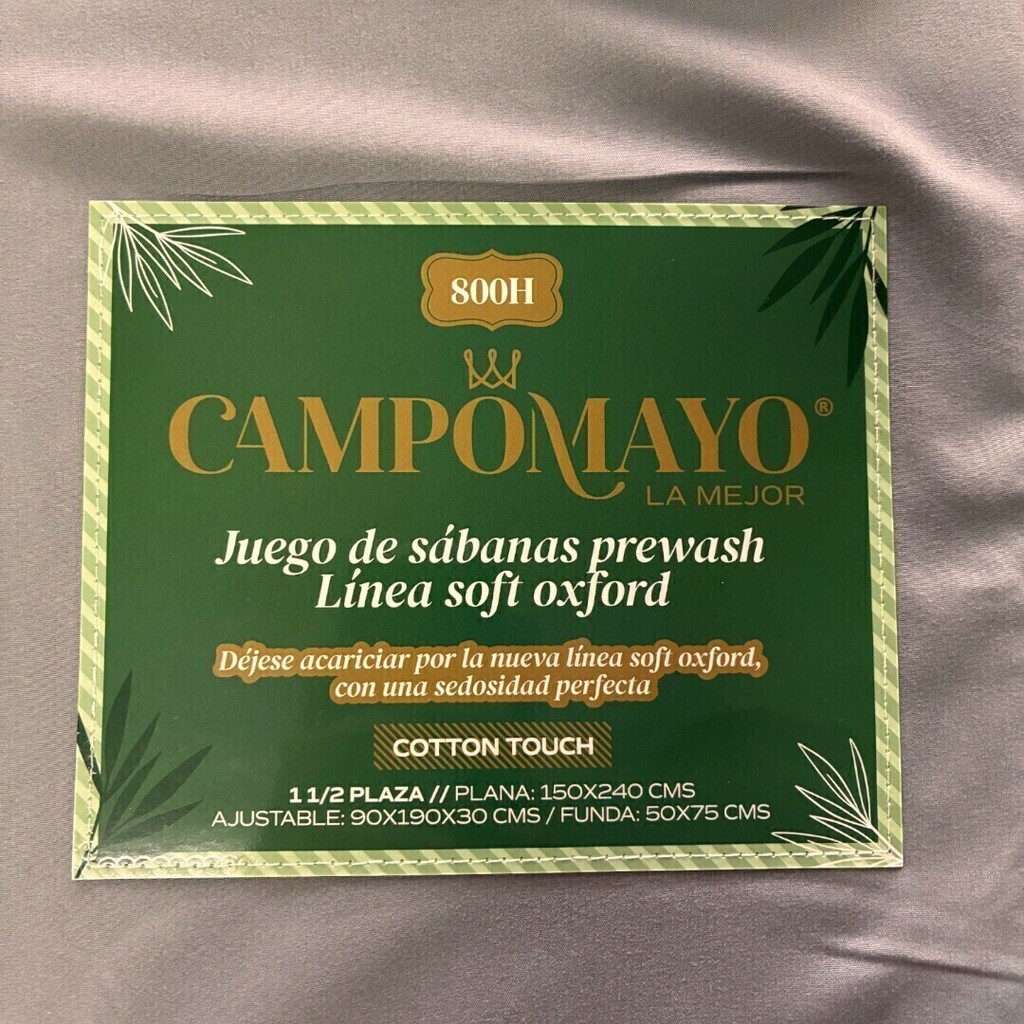 800H
CAMPOMAYO®
LA MEJOR
Juego de sábanas prewash
Línea soft oxford
Déjese acariciar por la nueva línea soft oxford,
con una sedosidad perfecta
COTTON TOUCH
1 1/2 PLAZA // PLANA: 150X240 CMS
AJUSTABLE: 90X190X30 CMS / FUNDA: 50X75 CMS